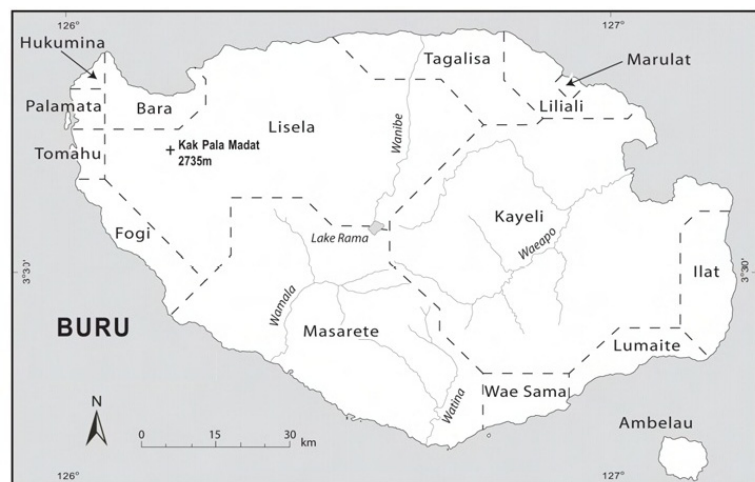 126°
127°
Hukumina
Tagalisa
Marulat
Palamata
Bara
Liliali
Lisela
Wanibe
Tomahu
Kak Pala Madat
2735m
Kayeli
Fogi
Lake Rama
Waeapo
3°30
3°30
Ilat
Wamala
BURU
Masarete
Lumaite
Wae Sama
Watina
N
Ambelau
0 15 30
km
126°
127°